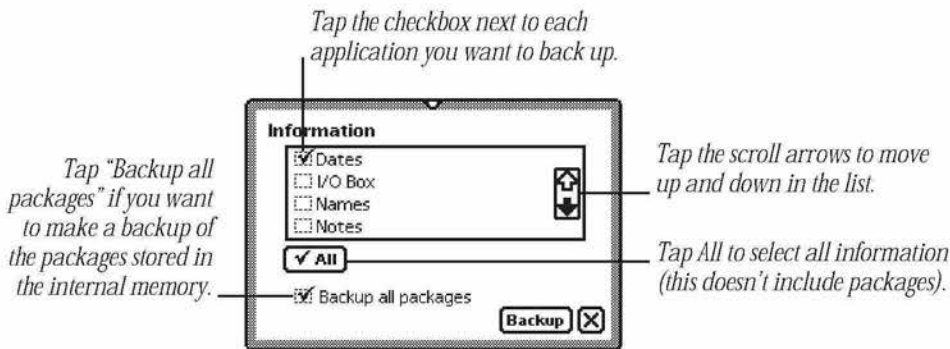 Tap the checkbox next to each
application you want to back up.
Information
Dates
I/O Box
Names
Notes
✓ All
Backup all packages
Backup
Tap “Backup all
packages” if you want
to make a backup of
the packages stored in
the internal memory.
Tap the scroll arrows to move
up and down in the list.
Tap All to select all information
(this doesn’t include packages).